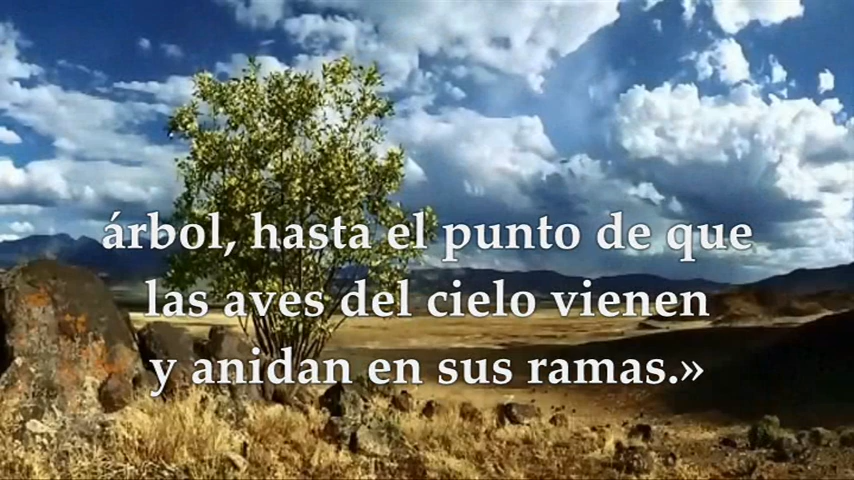 árbol, hasta el punto de que
las aves del cielo vienen
y anidan en sus ramas.»